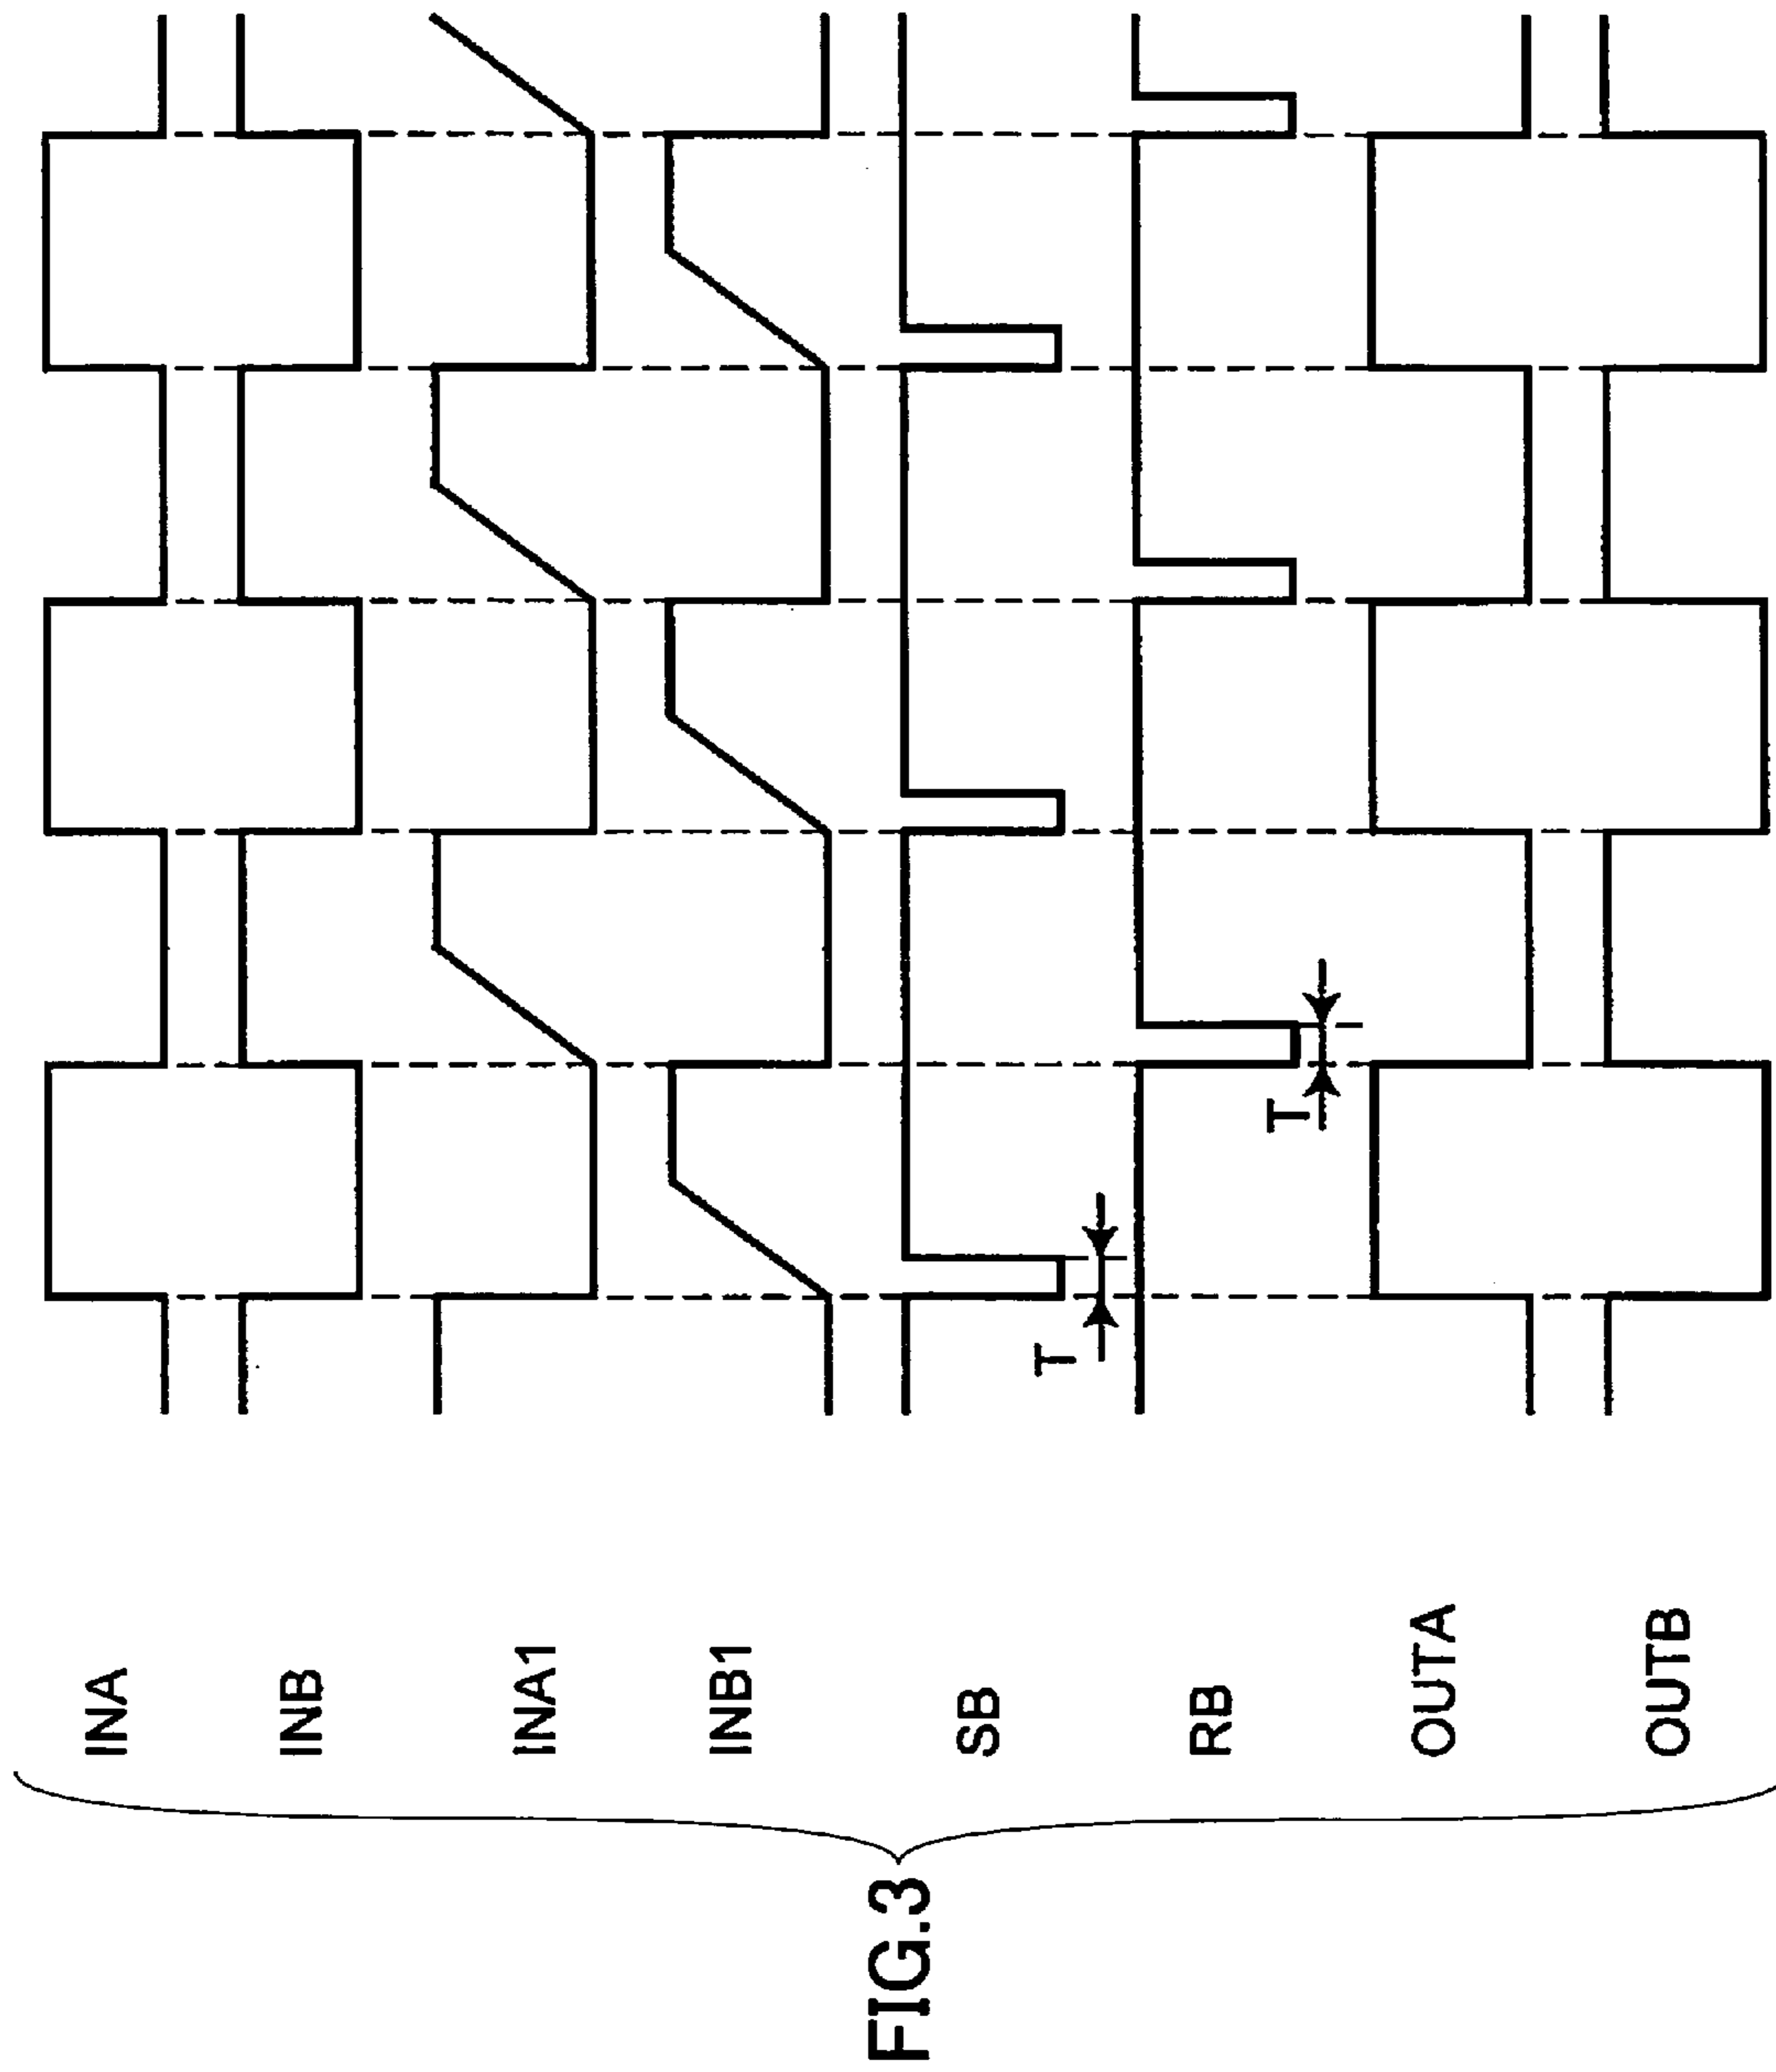 FIG.3
INA
INB
INA1
INB1
SB
T
RB
T
OUTA
OUTB